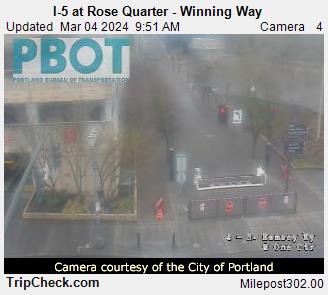 I-5 at Rose Quarter - Winning Way
Updated Mar 04 2024 9:51 AM Camera 4
PBOT
PORTLAND BUREAU OF TRANSPORTATION
Camera courtesy of the City of Portland
TripCheck.com Milepost302.00